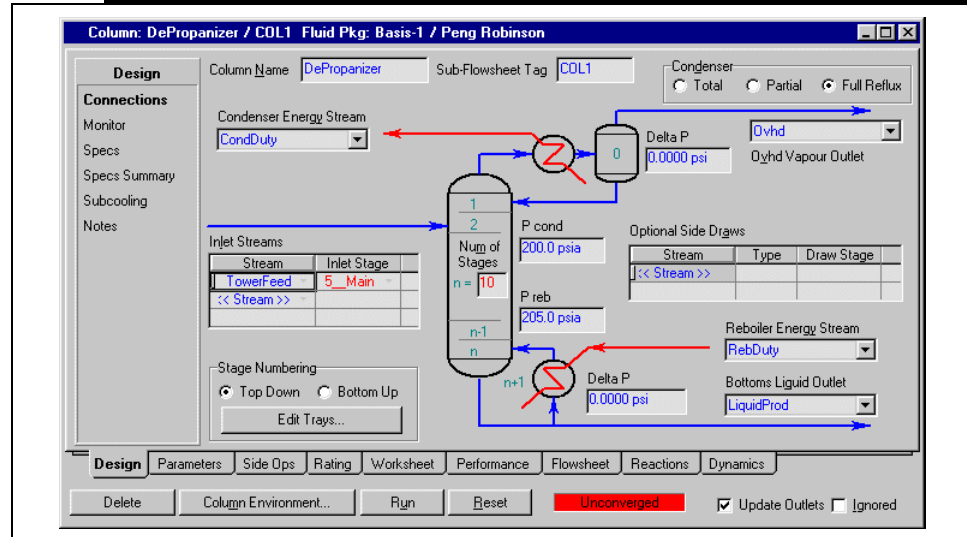 Column: DePropanizer / COL1 Fluid Pkg: Basis-1 / Peng Robinson
Design
Connections
Monitor
Specs
Specs Summary
Subcooling
Notes
Column Name DePropanizer Sub-Flowsheet Tag COL1
Condenser
Total Partial Full Reflux
Condenser Energy Stream
CondDuty
0
Delta P
0.0000 psi
Ovhd
Ovhd Vapour Outlet
1
2
Num of
Stages
n = 10
n-1
n
n+1
P cond
200.0 psia
P reb
205.0 psia
Inlet Streams
Stream Inlet Stage
TowerFeed 5__Main
<< Stream >>
Optional Side Draws
Stream Type Draw Stage
<< Stream >>
Stage Numbering
Top Down Bottom Up
Edit Trays...
Delta P
0.0000 psi
Reboiler Energy Stream
RebDuty
Bottoms Liquid Outlet
LiquidProd
Design Parameters Side Ops Rating Worksheet Performance Flowsheet Reactions Dynamics
Delete Column Environment... Run Reset Unconverged Update Outlets Ignored